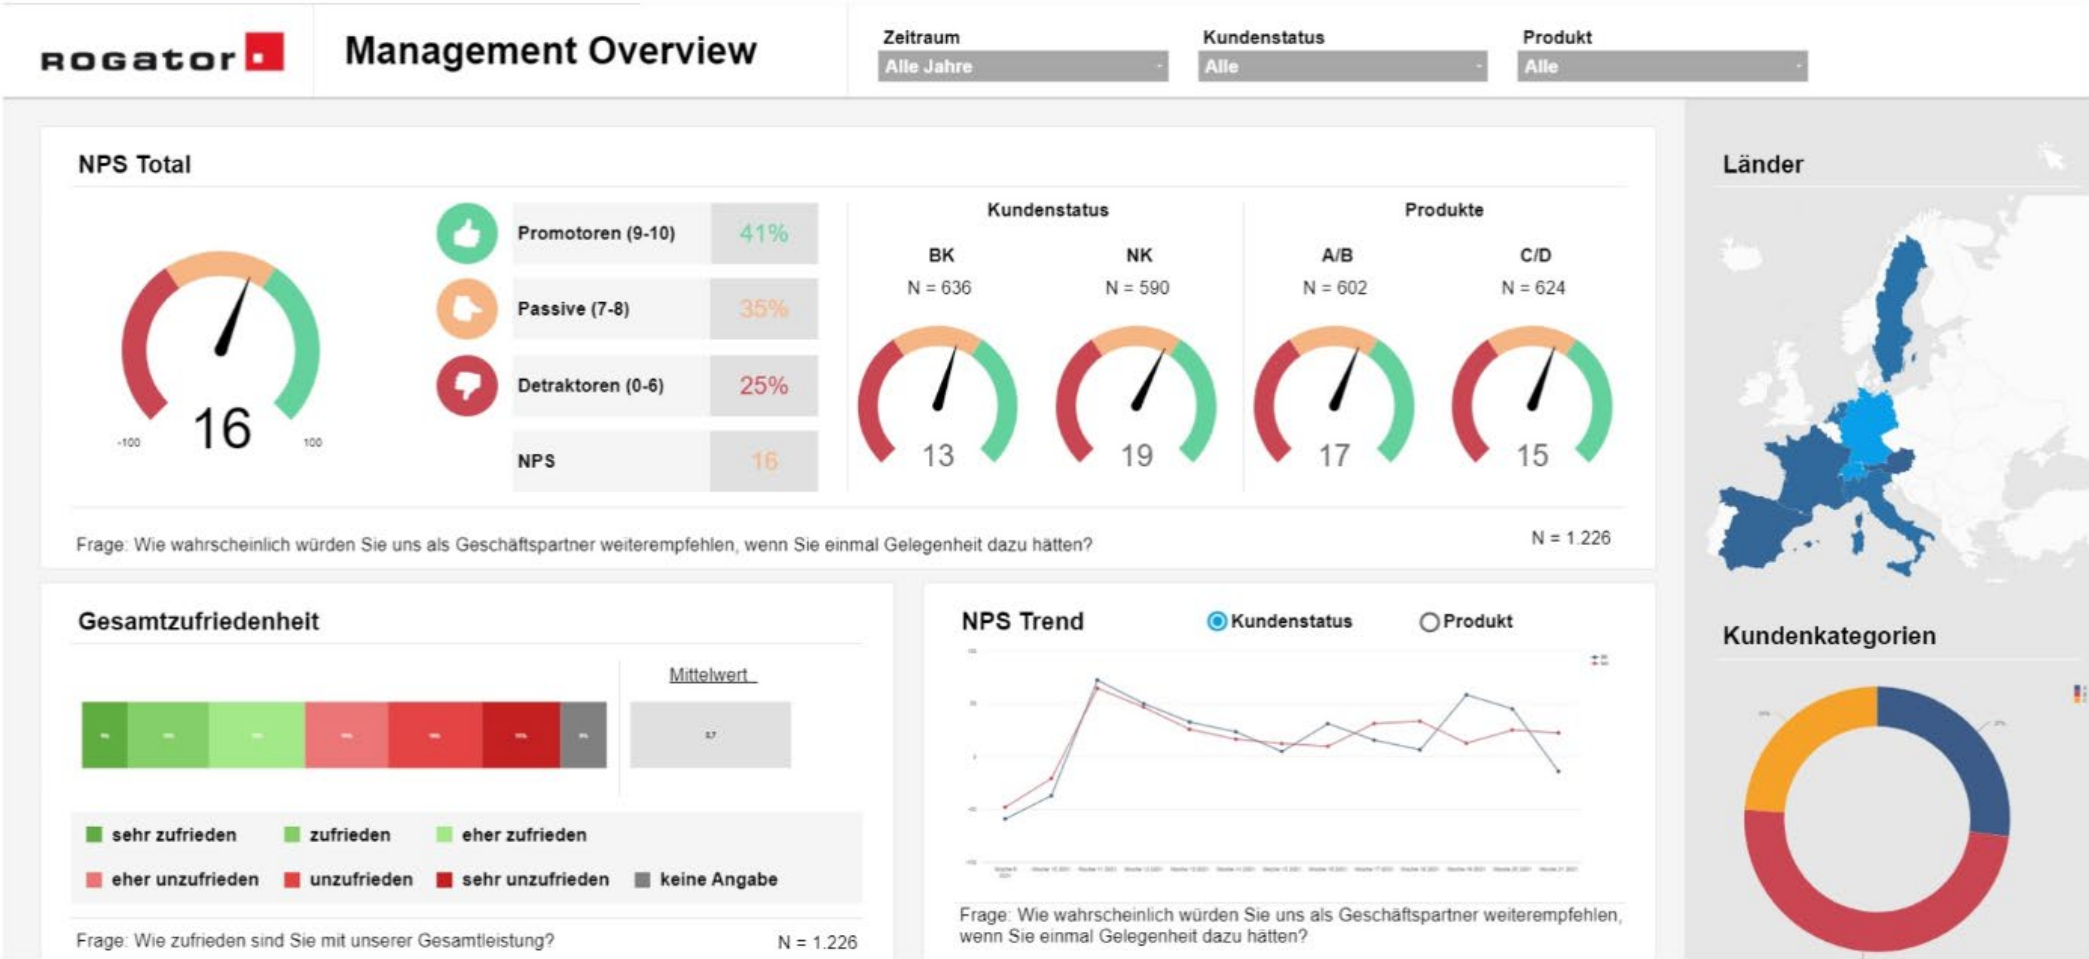 ROGator
Management Overview
Zeitraum
Alle Jahre
Kundenstatus
Alle
Produkt
Alle
NPS Total
-100
16
100
Promotoren (9-10) 41%
Passive (7-8) 35%
Detraktoren (0-6) 25%
NPS 16
Kundenstatus
BK
N = 636
13
NK
N = 590
19
Produkte
A/B
N = 602
17
C/D
N = 624
15
Frage: Wie wahrscheinlich würden Sie uns als Geschäftspartner weiterempfehlen, wenn Sie einmal Gelegenheit dazu hätten?
N = 1.226
Länder
Gesamtzufriedenheit
Mittelwert
sehr zufrieden
zufrieden
eher zufrieden
eher unzufrieden
unzufrieden
sehr unzufrieden
keine Angabe
Frage: Wie zufrieden sind Sie mit unserer Gesamtleistung?
N = 1.226
NPS Trend
Kundenstatus
Produkt
Frage: Wie wahrscheinlich würden Sie uns als Geschäftspartner weiterempfehlen,
wenn Sie einmal Gelegenheit dazu hätten?
Kundenkategorien